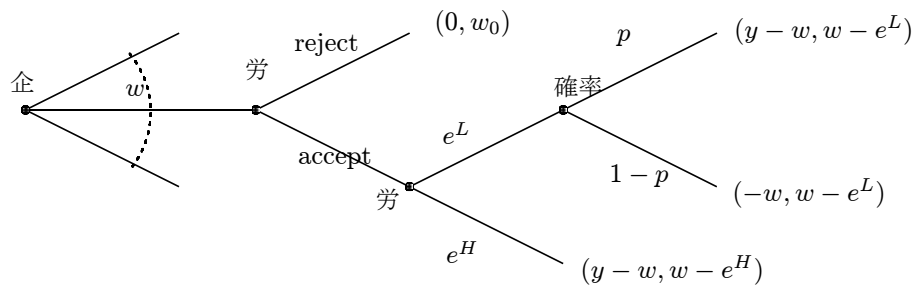 企
w
労
reject
(0, w_0)
accept
労
e^L
e^H
確率
p
1 − p
(y − w, w − e^L)
(−w, w − e^L)
(y − w, w − e^H)